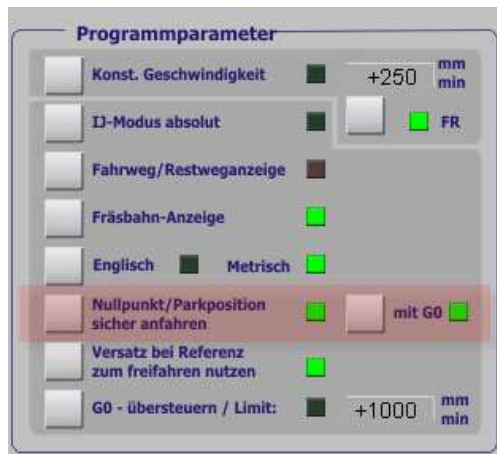 Programmparameter
Konst. Geschwindigkeit
+250 mm min
IJ-Modus absolut
FR
Fahrweg/Restweganzeige
Fräsbahn-Anzeige
Englisch Metrisch
Nullpunkt/Parkposition
sicher anfahren
mit G0
Versatz bei Referenz
zum freifahren nutzen
G0 - übersteuern / Limit:
+1000 mm min